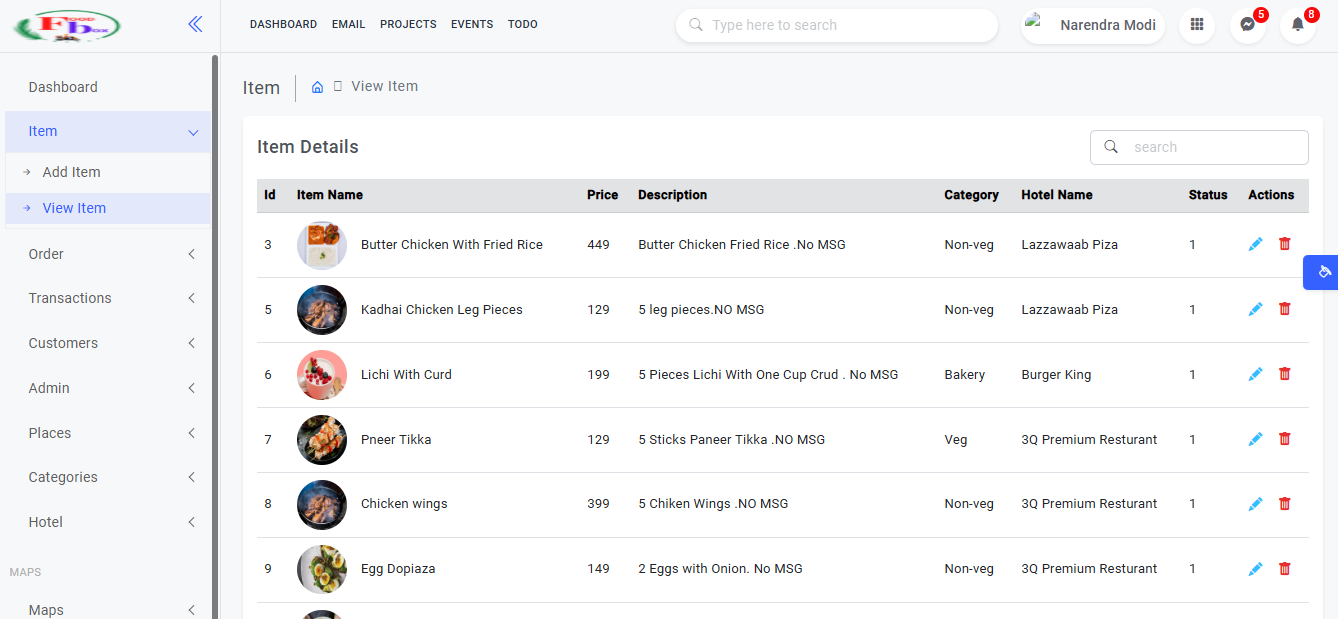 Food box
DASHBOARD EMAIL PROJECTS EVENTS TODO
Type here to search
Narendra Modi
5
8
Dashboard
Item
Add Item
View Item
Order
Transactions
Customers
Admin
Places
Categories
Hotel
MAPS
Maps
Item View Item
Item Details
search
Id Item Name Price Description Category Hotel Name Status Actions
3 Butter Chicken With Fried Rice 449 Butter Chicken Fried Rice .No MSG Non-veg Lazzawaab Piza 1
5 Kadhai Chicken Leg Pieces 129 5 leg pieces.NO MSG Non-veg Lazzawaab Piza 1
6 Lichi With Curd 199 5 Pieces Lichi With One Cup Crud . No MSG Bakery Burger King 1
7 Pneer Tikka 129 5 Sticks Paneer Tikka .NO MSG Veg 3Q Premium Resturant 1
8 Chicken wings 399 5 Chiken Wings .NO MSG Non-veg 3Q Premium Resturant 1
9 Egg Dopiaza 149 2 Eggs with Onion. No MSG Non-veg 3Q Premium Resturant 1